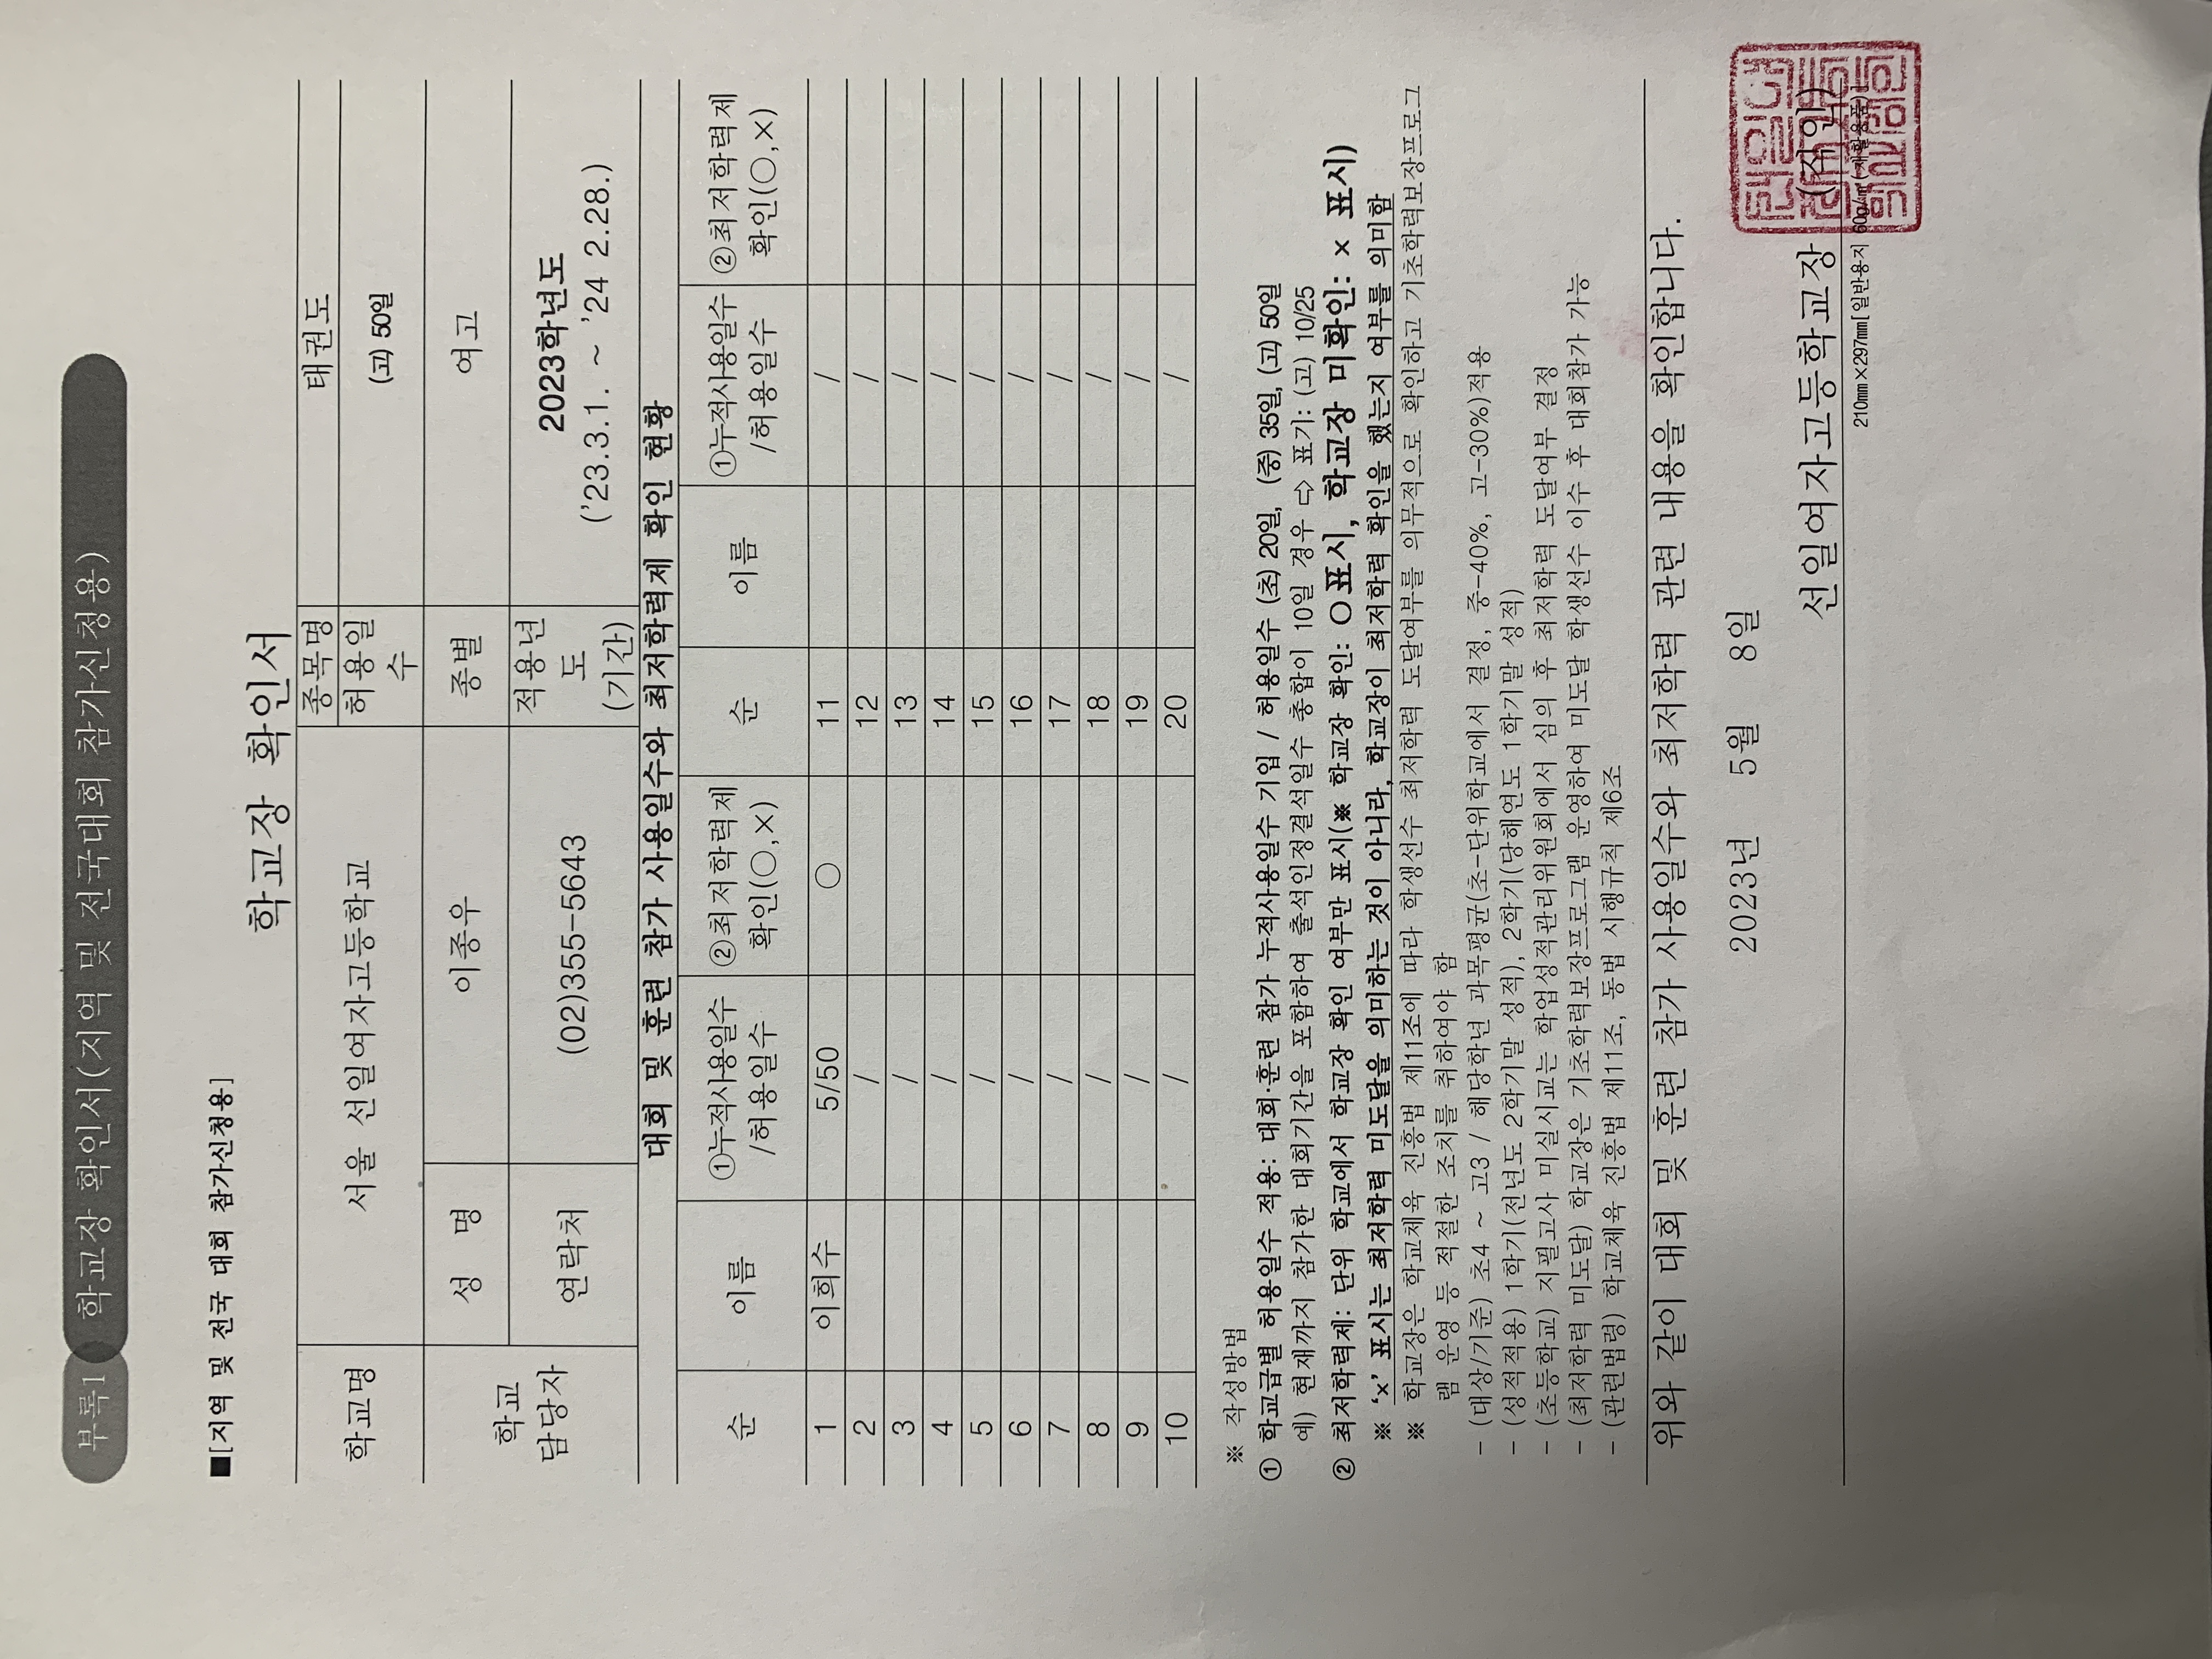 부록1 학교장 확인서(지역 및 전국대회 참가신청용)
■[지역 및 전국 대회 참가신청용]
학교장 확인서
학교명 서울 선일여자고등학교 종목명 태권도
허용일수 (고) 50일
학교 담당자 성 명 이종우 종별 여고
연락처 (02)355-5643 적용년도 (기간) 2023학년도
('23.3.1. ~ '24 2.28.)
대회 및 훈련 참가 사용일수와 최저학력제 확인 현황
순 이름 ①누적사용일수 /허용일수 ②최저학력제 확인(○,×) 순 이름 ①누적사용일수 /허용일수 ②최저학력제 확인(○,×)
1 이희수 5/50 ○ 11 /
2 / 12 /
3 / 13 /
4 / 14 /
5 / 15 /
6 / 16 /
7 / 17 /
8 / 18 /
9 / 19 /
10 / 20 /
※ 작성방법
① 학교급별 허용일수 적용: 대회·훈련 참가 누적사용일수 기입 / 허용일수 (초) 20일, (중) 35일, (고) 50일
예) 현재까지 참가한 대회기간을 포함하여 출석인정결석일수 총합이 10일 경우 ⇨ 표기: (고) 10/25
② 최저학력제: 단위 학교에서 학교장 확인 여부만 표시(※ 학교장 확인: ○표시, 학교장 미확인: × 표시)
※ '×' 표시는 최저학력 미도달을 의미하는 것이 아니라, 학교장이 최저학력 확인을 했는지 여부를 의미함
※ 학교장은 학교체육 진흥법 제11조에 따라 학생선수 최저학력 도달여부를 의무적으로 확인하고 기초학력보장프로그
램 운영 등 적절한 조치를 취하여야 함
- (대상/기준) 초4 ~ 고3 / 해당학년 과목평균(초-단위학교에서 결정, 중-40%, 고-30%)적용
- (성적적용) 1학기(전년도 2학기말 성적), 2학기(당해연도 1학기말 성적)
- (초등학교) 지필고사 미실시교는 학업성적관리위원회에서 심의 후 최저학력 도달여부 결정
- (최저학력 미도달) 학교장은 기초학력보장프로그램 운영하여 미도달 학생선수 이수 후 대회참가 가능
- (관련법령) 학교체육 진흥법 제11조, 동법 시행규칙 제6조
위와 같이 대회 및 훈련 참가 사용일수와 최저학력 관련 내용을 확인합니다.
2023년 5월 8일
선일여자고등학교장 (직인)
210㎜×297㎜[일반용지 60g/㎡(재활용품)]